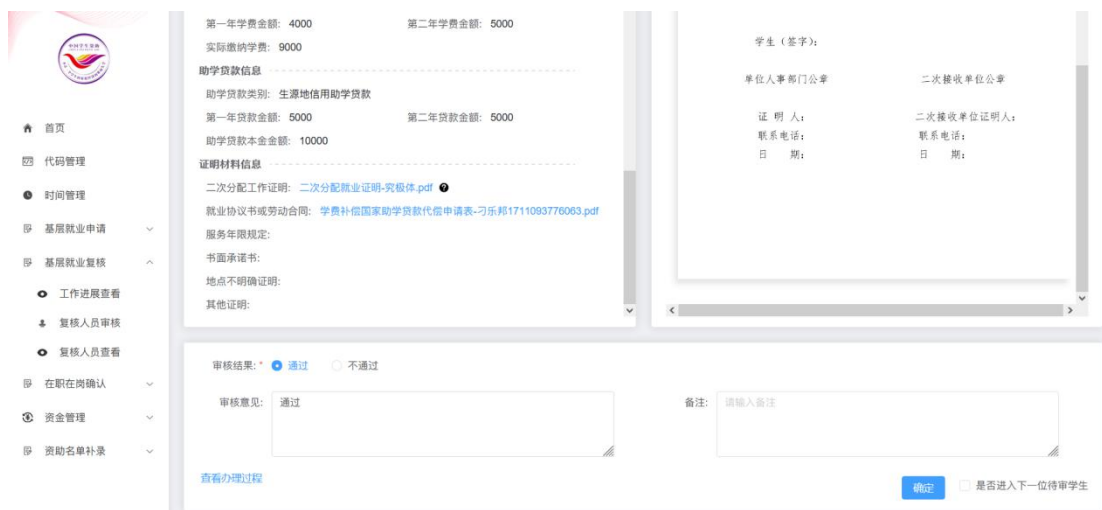 中国学生资助
首页
代码管理
时间管理
基层就业申请
基层就业复核
工作进展查看
复核人员审核
复核人员查看
在职在岗确认
资金管理
资助名单补录
第一年学费金额: 4000 第二年学费金额: 5000
实际缴纳学费: 9000
助学贷款信息
助学贷款类别: 生源地信用助学贷款
第一年贷款金额: 5000 第二年贷款金额: 5000
助学贷款本金金额: 10000
证明材料信息
二次分配工作证明: 二次分配就业证明-究极体.pdf
就业协议书或劳动合同: 学费补偿国家助学贷款代偿申请表-刁乐邦1711093776063.pdf
服务年限规定:
书面承诺书:
地点不明确证明:
其他证明:
学生（签字）:
单位人事部门公章 二次接收单位公章
证 明 人: 二次接收单位证明人:
联系电话: 联系电话:
日 期: 日 期:
审核结果: * 通过 不通过
审核意见: 通过 备注: 请输入备注
查看办理过程
确定 是否进入下一位待审学生